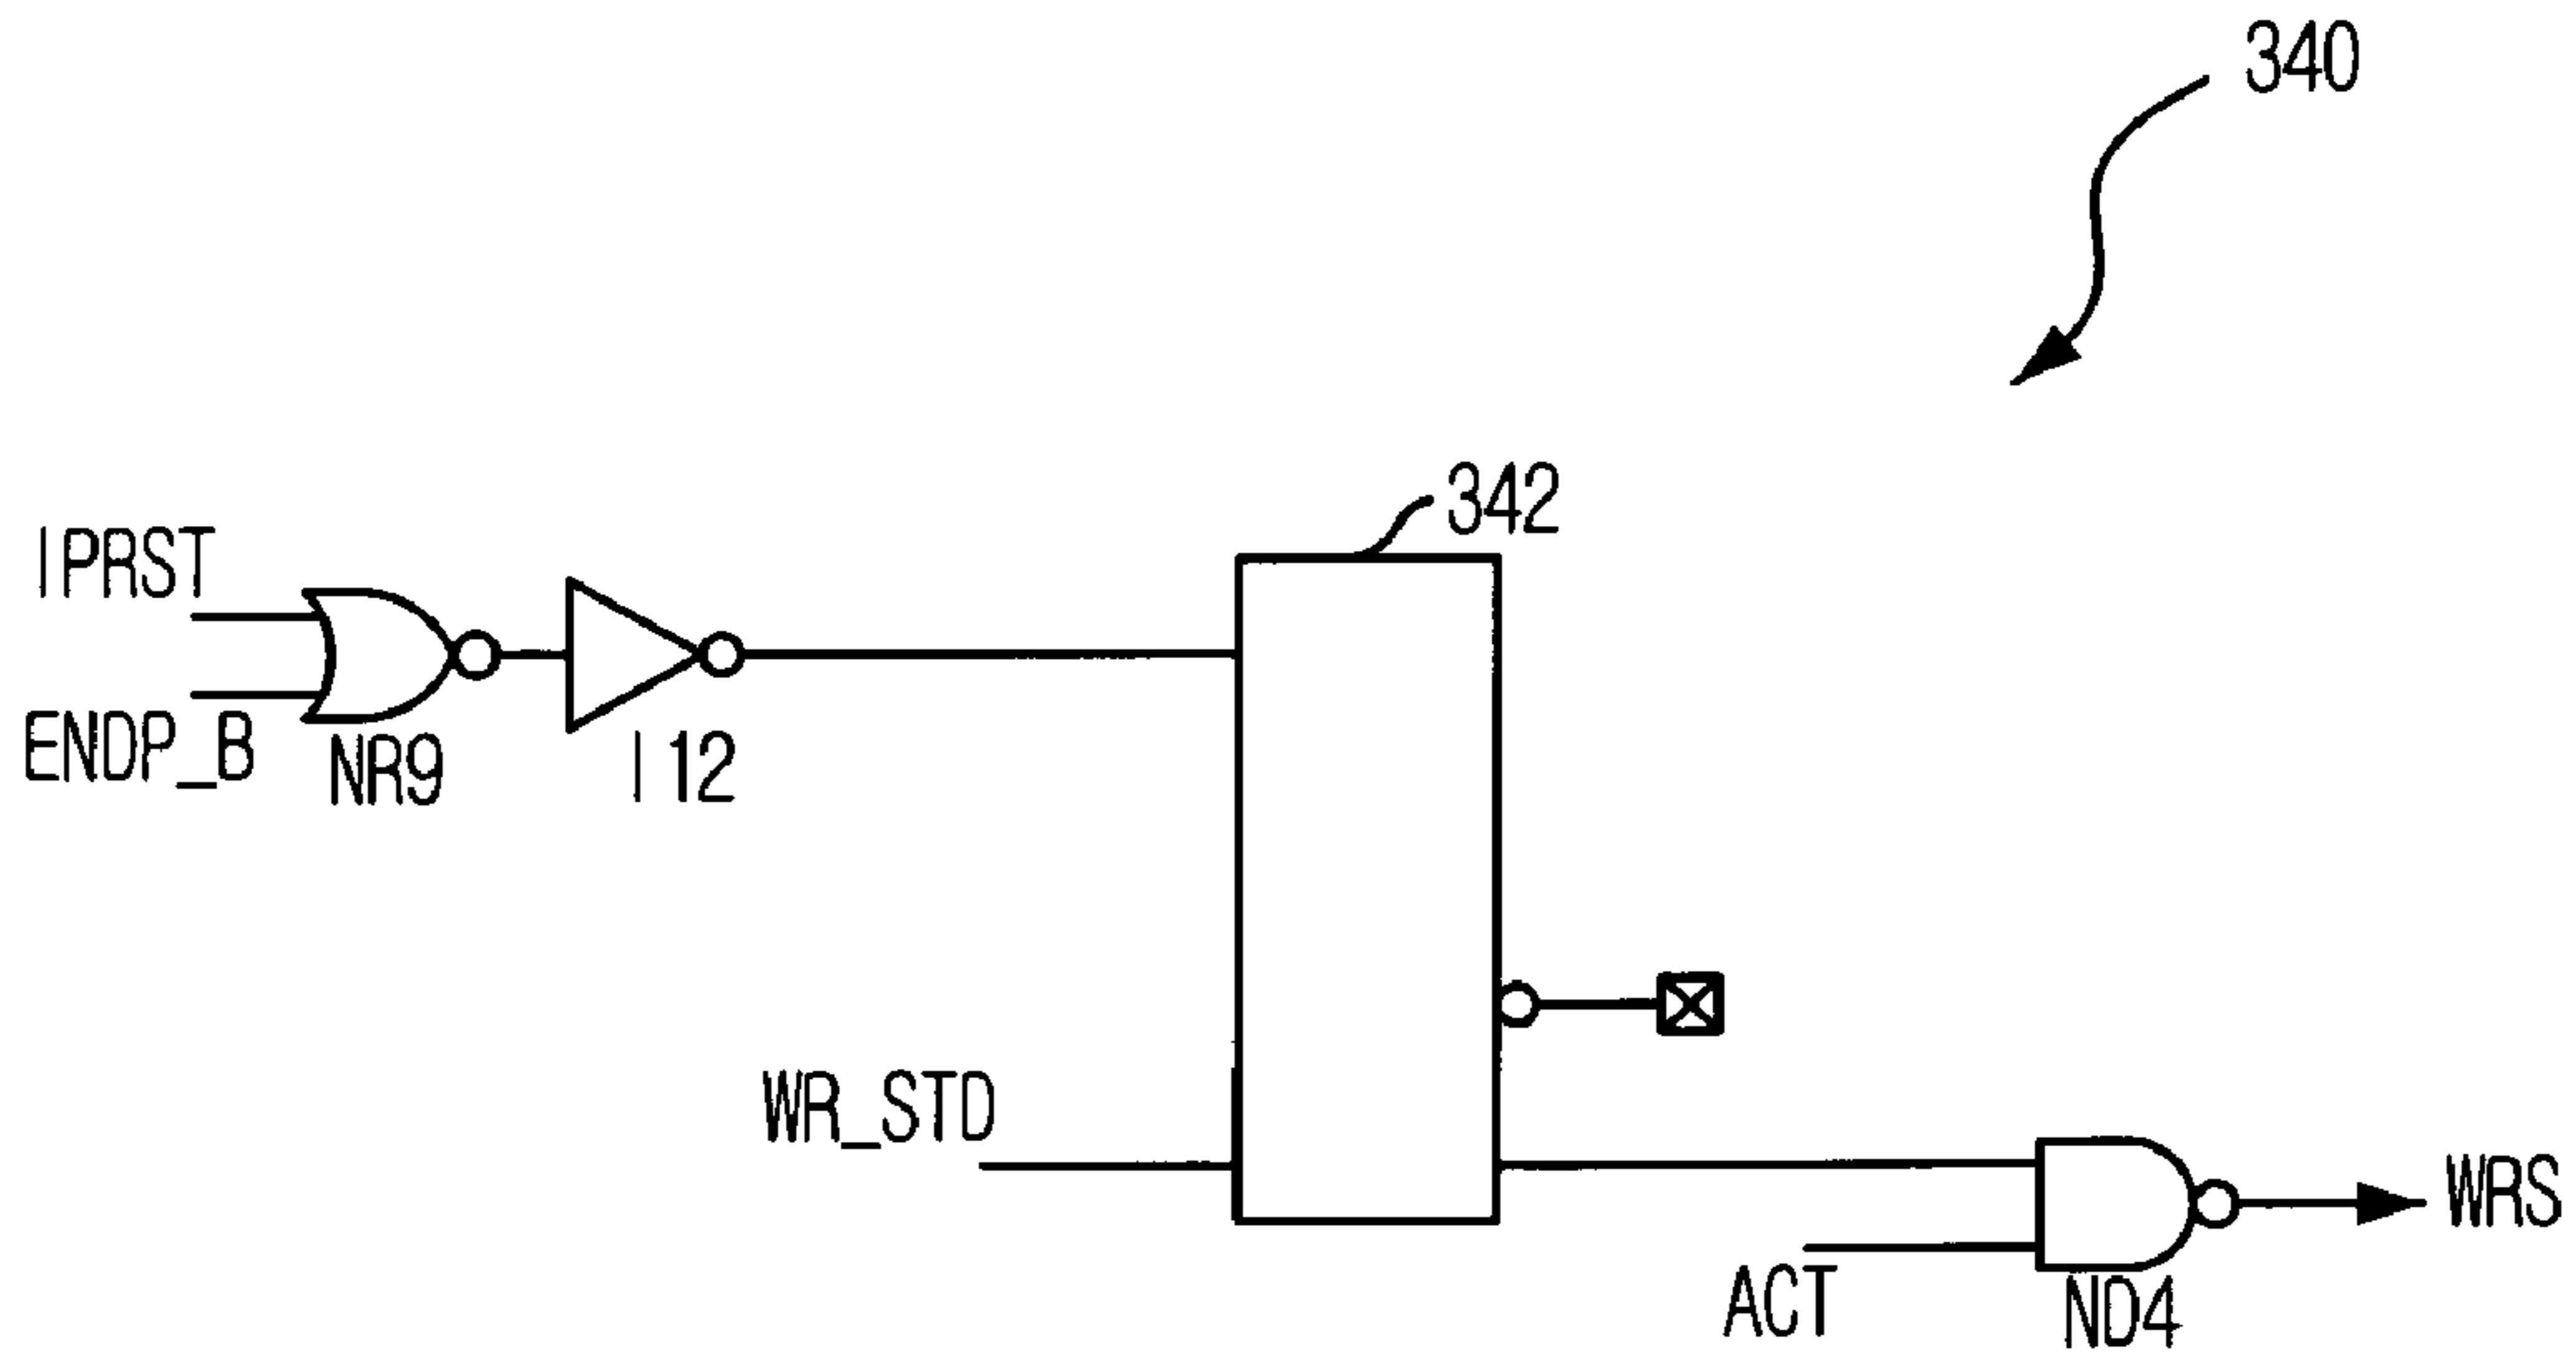 340
342
IPRST
ENDP_B
NR9
I12
WR_STD
WRS
ACT
ND4